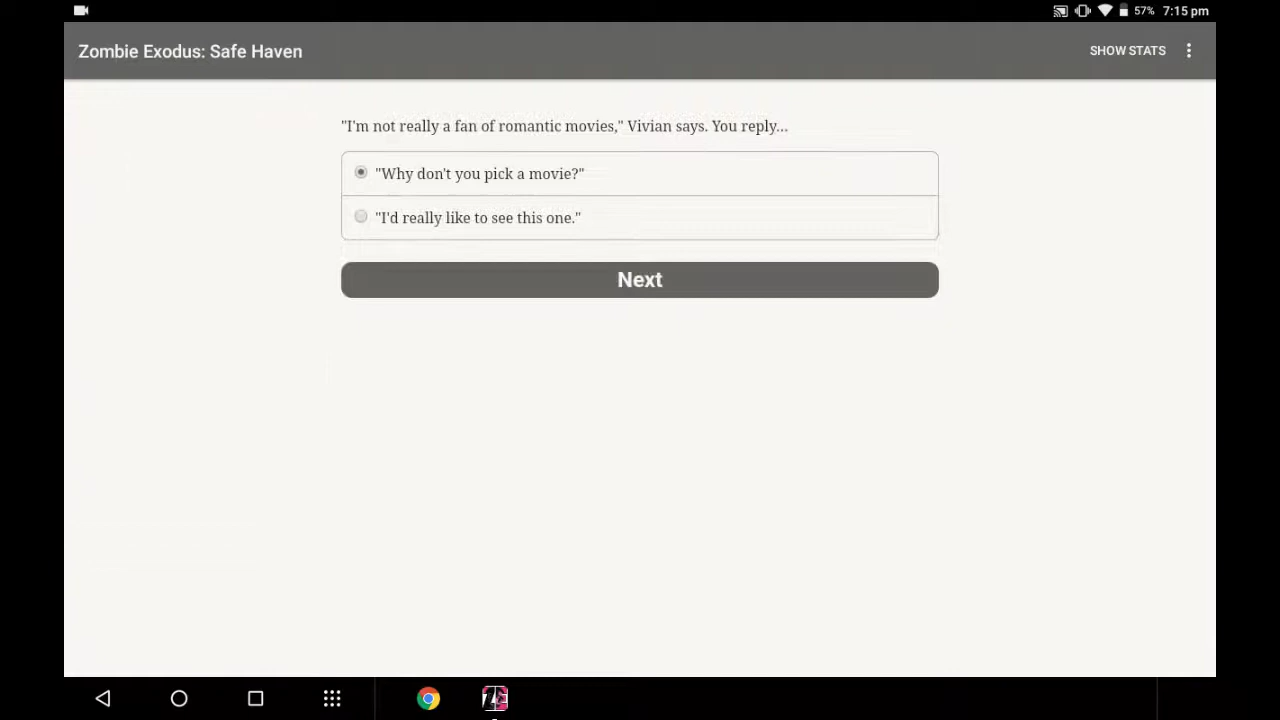 57% 7:15 pm
Zombie Exodus: Safe Haven
SHOW STATS
"I'm not really a fan of romantic movies," Vivian says. You reply...
"Why don't you pick a movie?"
"I'd really like to see this one."
Next
ZE